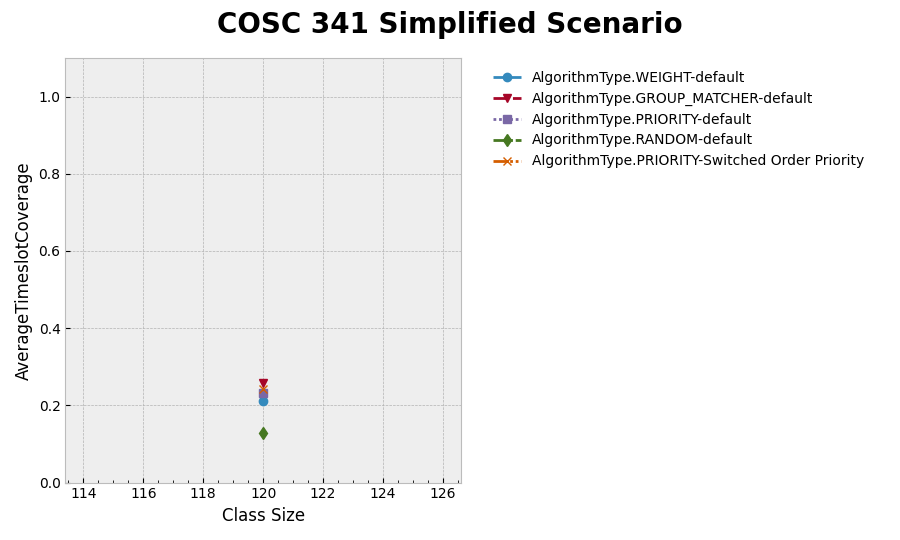 COSC 341 Simplified Scenario
AverageTimeslotCoverage
1.0
0.8
0.6
0.4
0.2
0.0
114 116 118 120 122 124 126
Class Size
AlgorithmType.WEIGHT-default
AlgorithmType.GROUP_MATCHER-default
AlgorithmType.PRIORITY-default
AlgorithmType.RANDOM-default
AlgorithmType.PRIORITY-Switched Order Priority